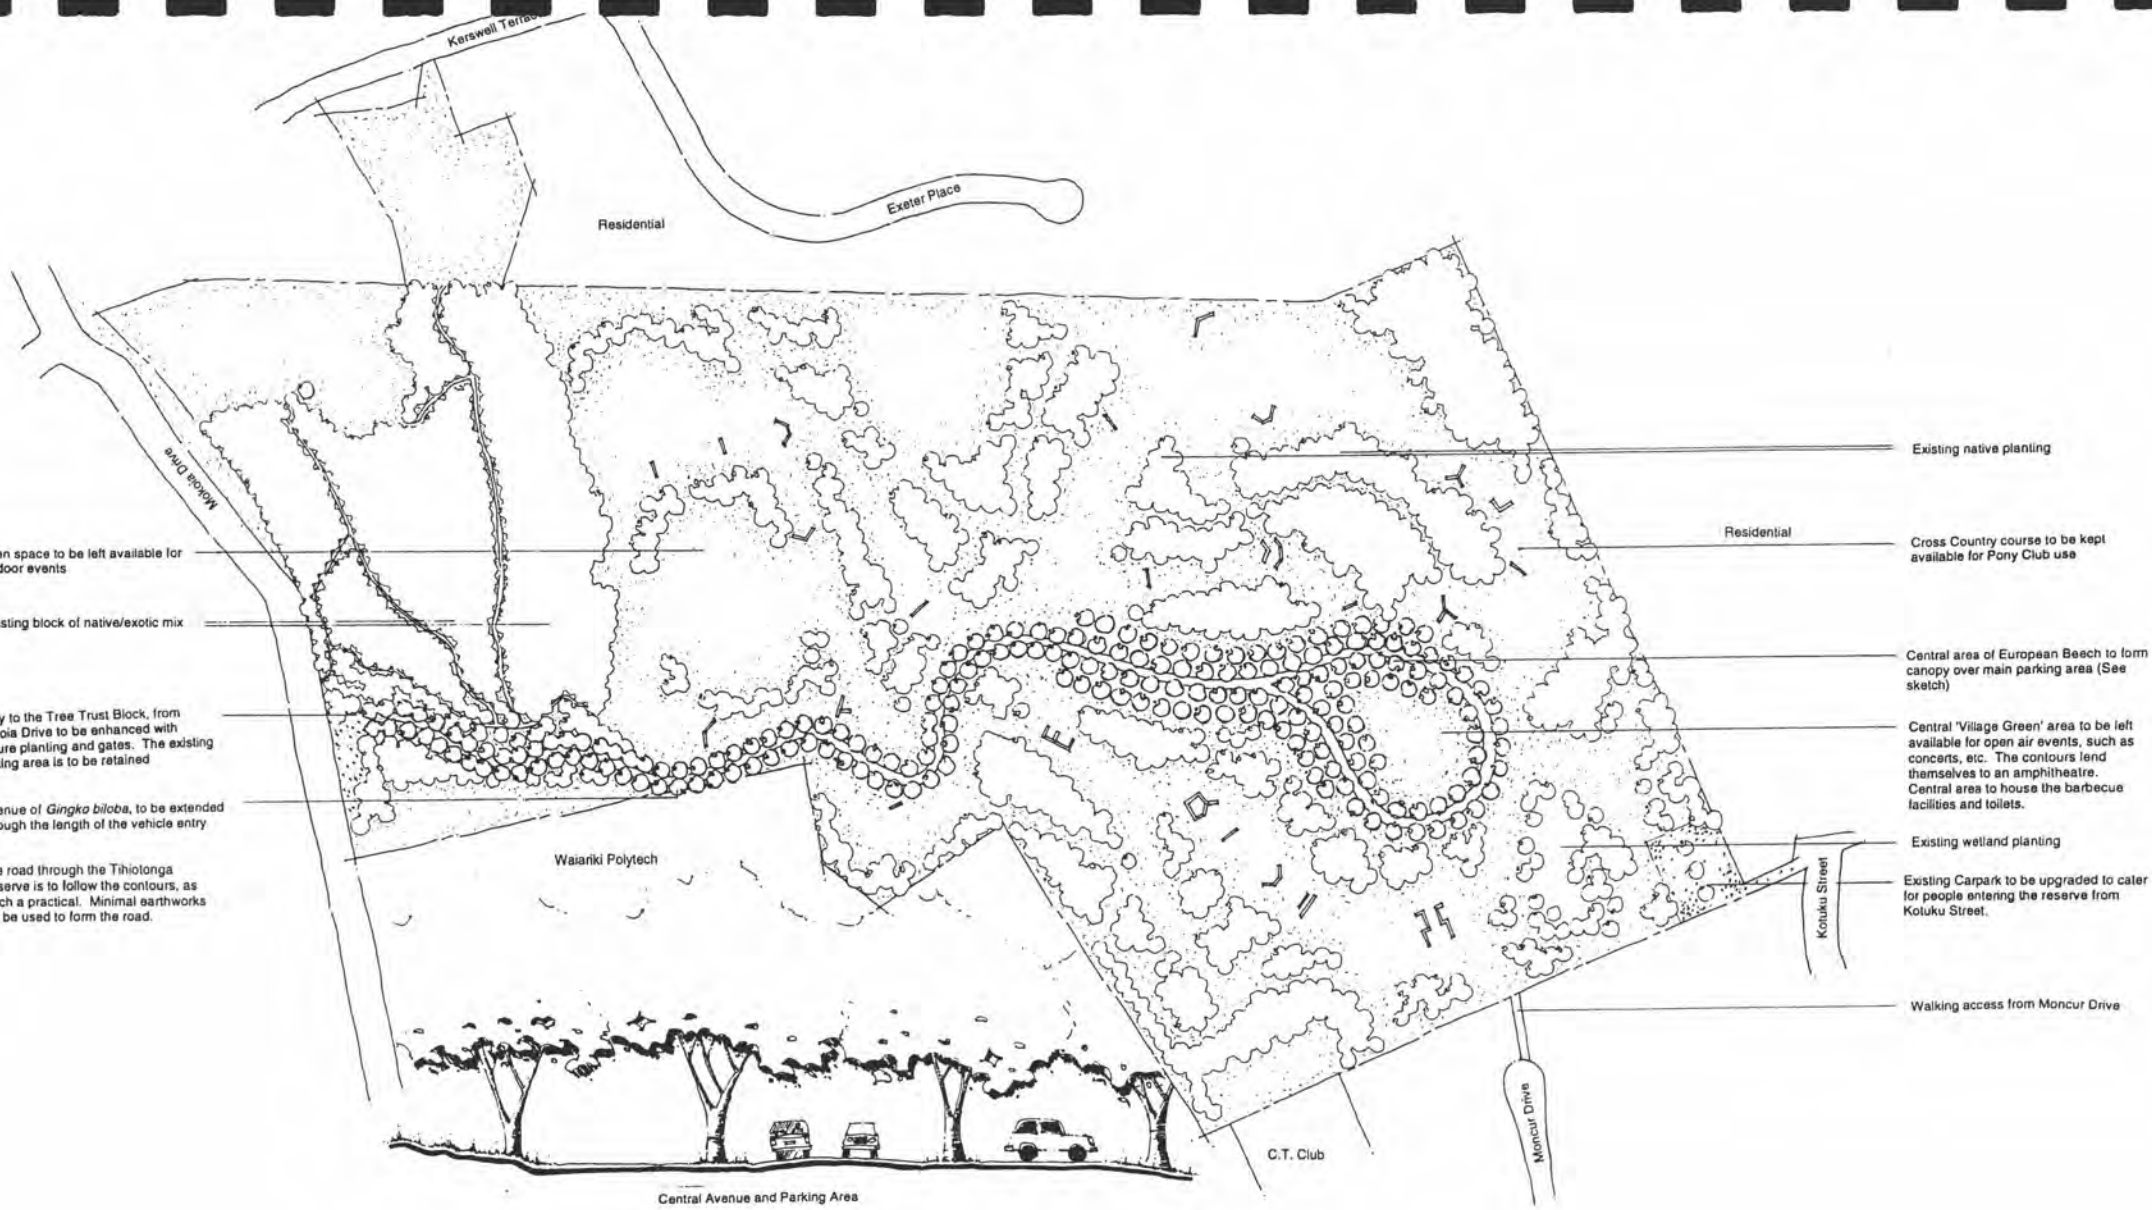 Kerswell Terrace
Exeter Place
Residential
Mokoia Drive
space to be left available for
door events
block of native/exotic mix
to the Tree Trust Block, from
Drive to be enhanced with
planting and gates. The existing
area is to be retained
of Gingko biloba, to be extended
the length of the vehicle entry
road through the Tihiotonga
is to follow the contours, as
a practical. Minimal earthworks
be used to form the road.
Waiariki Polytech
Existing native planting
Residential
Cross Country course to be kept
available for Pony Club use
Central area of European Beech to form
canopy over main parking area (See
sketch)
Central 'Village Green' area to be left
available for open air events, such as
concerts, etc. The contours lend
themselves to an amphitheatre.
Central area to house the barbecue
facilities and toilets.
Existing wetland planting
Existing Carpark to be upgraded to cater
for people entering the reserve from
Kotuku Street.
Kotuku Street
Walking access from Moncur Drive
Moncur Drive
C.T. Club
Central Avenue and Parking Area